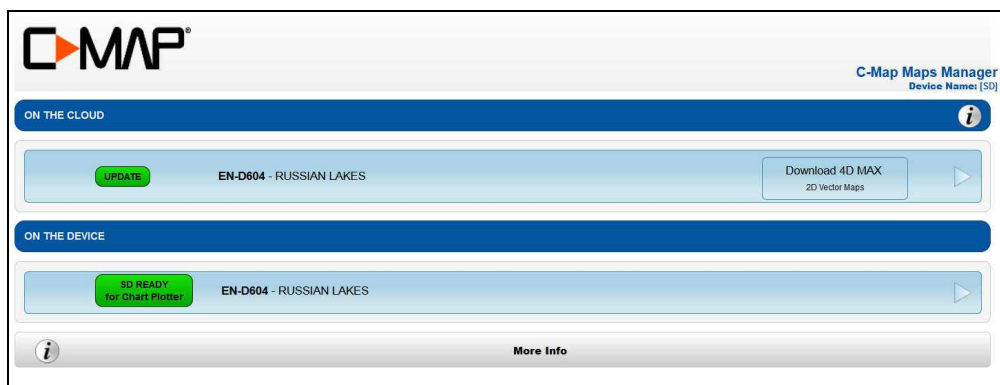 C-MAP®
C-Map Maps Manager
Device Name: [SD]
ON THE CLOUD
i
UPDATE
EN-D604 - RUSSIAN LAKES
Download 4D MAX
2D Vector Maps
ON THE DEVICE
SD READY
for Chart Plotter
EN-D604 - RUSSIAN LAKES
i
More Info